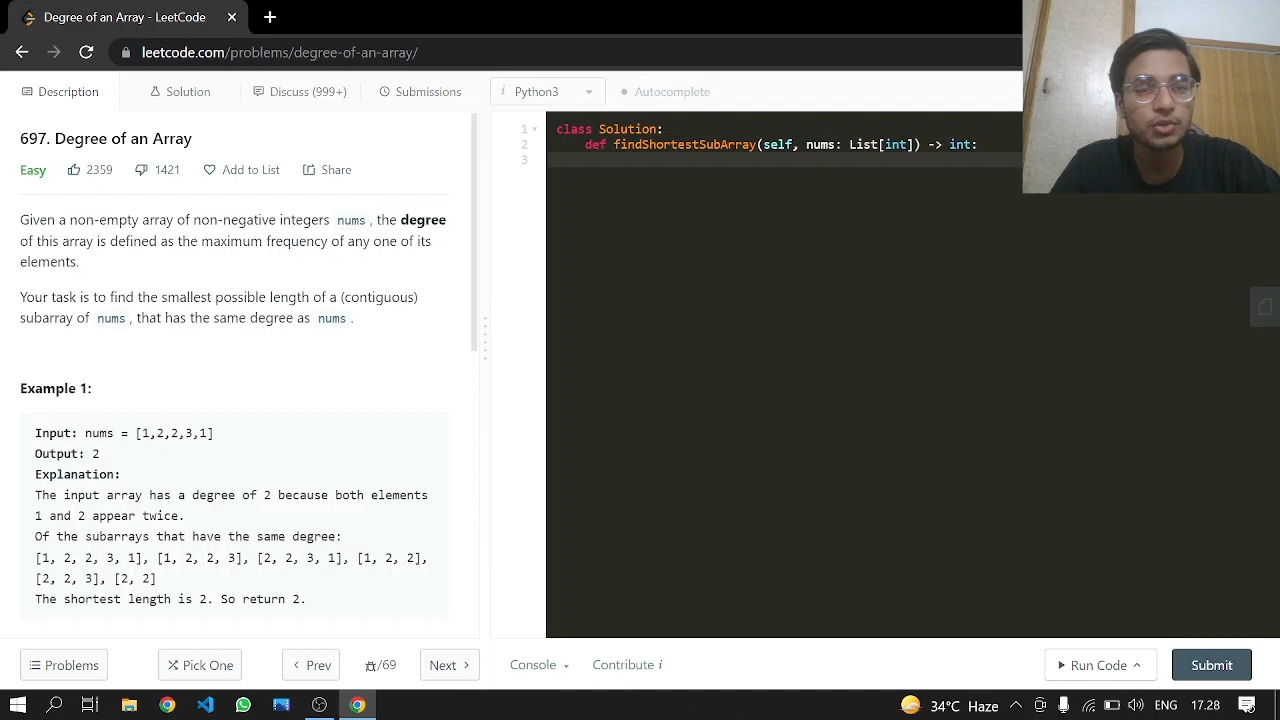 Degree of an Array - LeetCode
leetcode.com/problems/degree-of-an-array/
Description
Solution
Discuss (999+)
Submissions
i Python3
Autocomplete
697. Degree of an Array
Easy 2359 1421 Add to List Share
Given a non-empty array of non-negative integers nums, the degree
of this array is defined as the maximum frequency of any one of its
elements.
Your task is to find the smallest possible length of a (contiguous)
subarray of nums, that has the same degree as nums.
Example 1:
Input: nums = [1,2,2,3,1]
Output: 2
Explanation:
The input array has a degree of 2 because both elements
1 and 2 appear twice.
Of the subarrays that have the same degree:
[1, 2, 2, 3, 1], [1, 2, 2, 3], [2, 2, 3, 1], [1, 2, 2],
[2, 2, 3], [2, 2]
The shortest length is 2. So return 2.
1 class Solution:
2 def findShortestSubArray(self, nums: List[int]) -> int:
3
Problems
Pick One
Prev
/69
Next
Console
Contribute i
Run Code
Submit
34°C Haze
ENG
17.28